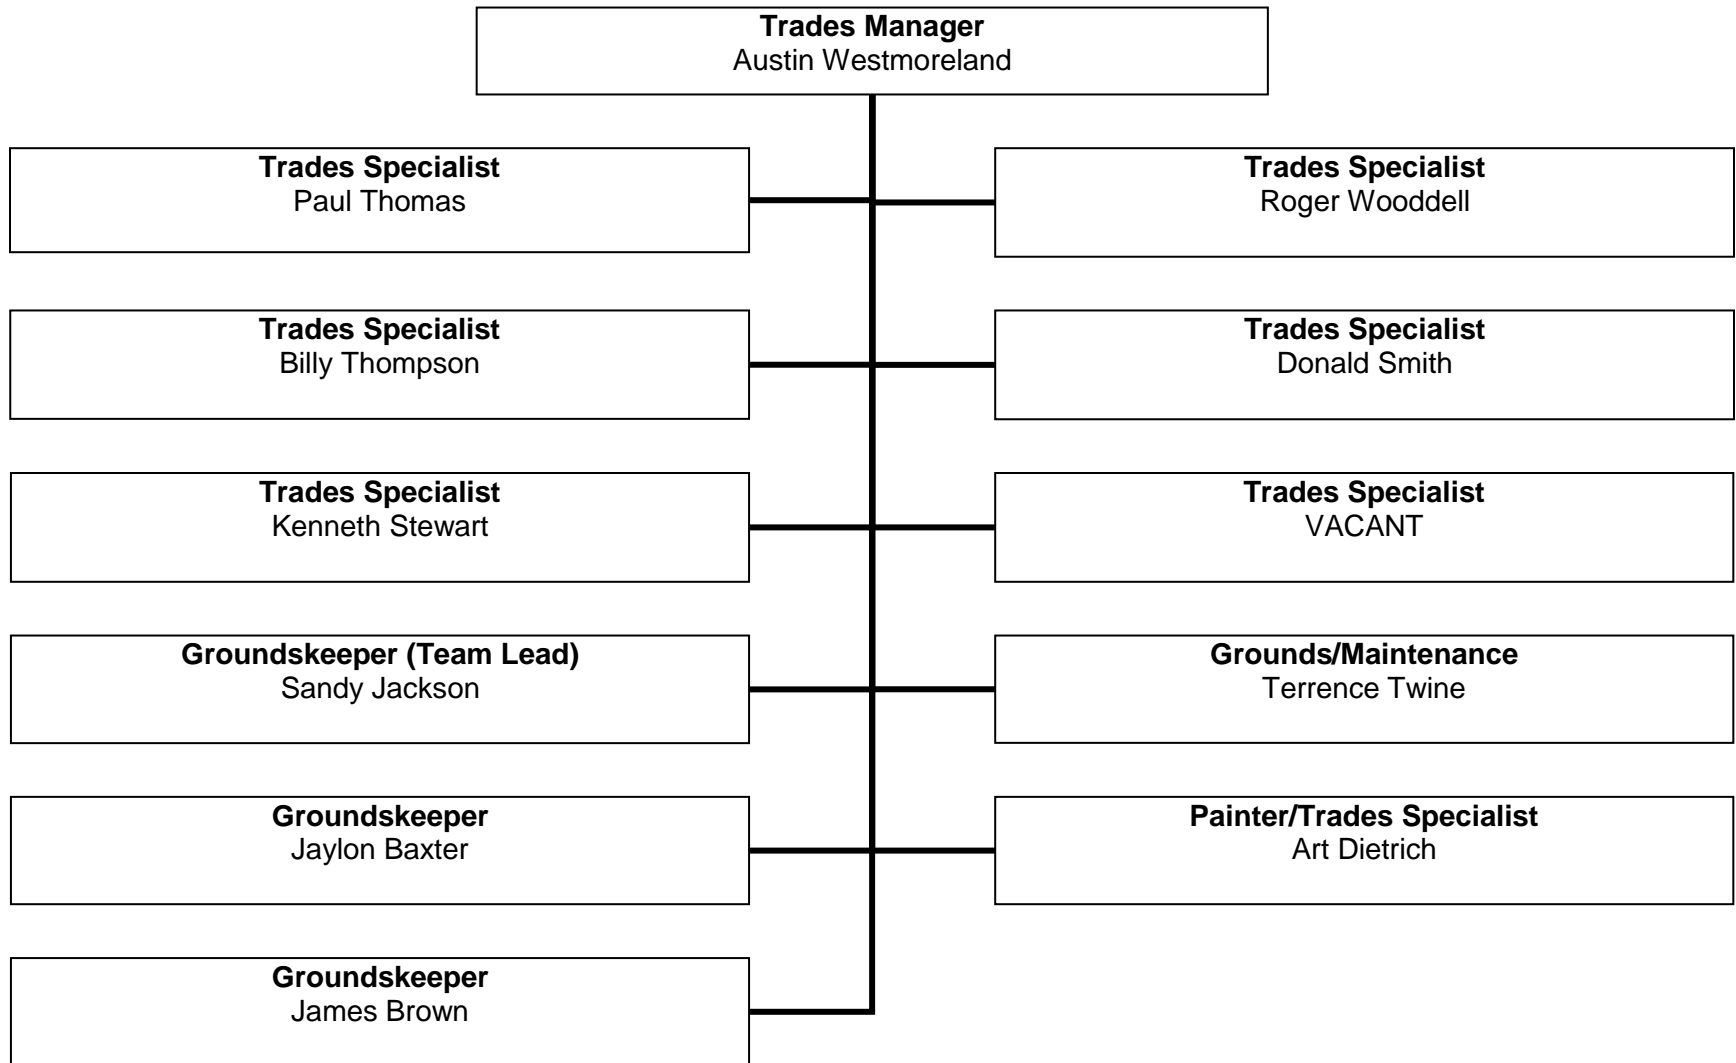 Trades Manager
Austin Westmoreland
Trades Specialist
Paul Thomas
Trades Specialist
Roger Wooddell
Trades Specialist
Billy Thompson
Trades Specialist
Donald Smith
Trades Specialist
Kenneth Stewart
Trades Specialist
VACANT
Groundskeeper (Team Lead)
Sandy Jackson
Grounds/Maintenance
Terrence Twine
Groundskeeper
Jaylon Baxter
Painter/Trades Specialist
Art Dietrich
Groundskeeper
James Brown